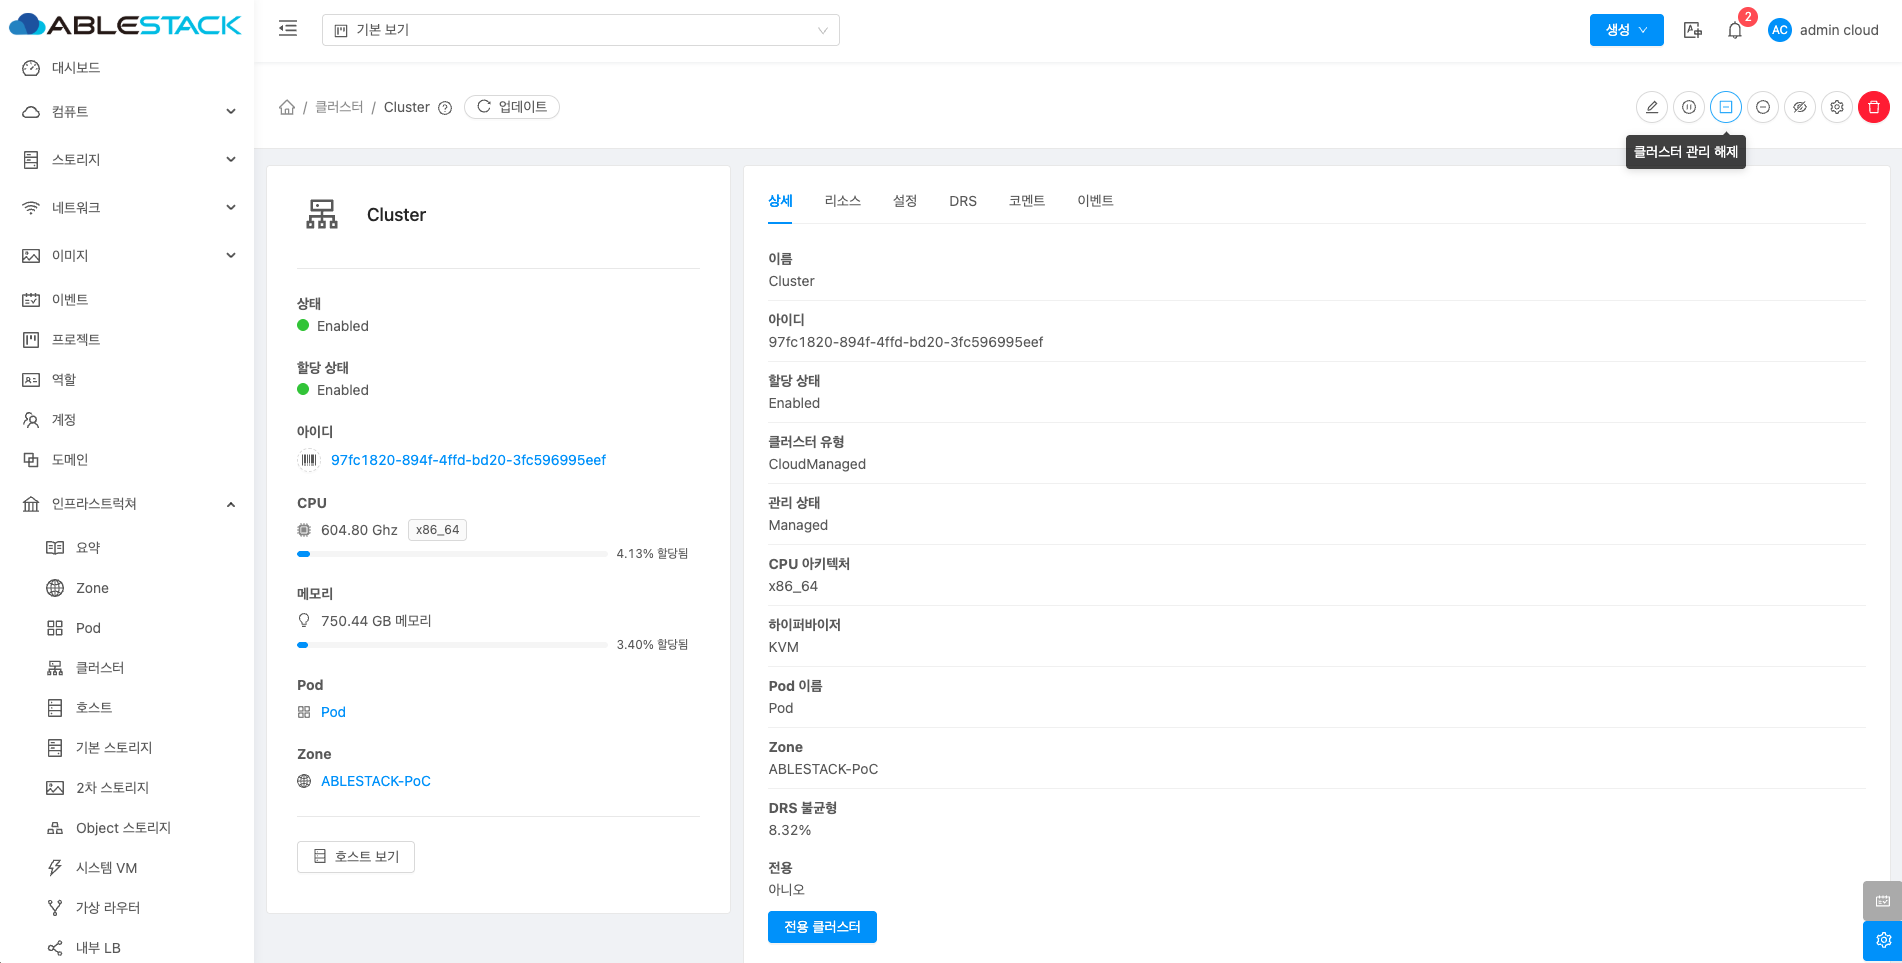 ABLESTACK
대시보드
컴퓨트
스토리지
네트워크
이미지
이벤트
프로젝트
역할
계정
도메인
인프라스트럭쳐
요약
Zone
Pod
클러스터
호스트
기본 스토리지
2차 스토리지
Object 스토리지
시스템 VM
가상 라우터
내부 LB
기본 보기
생성
2
AC admin cloud
/ 클러스터 / Cluster 업데이트
클러스터 관리 해제
Cluster
상태
Enabled
할당 상태
Enabled
아이디
97fc1820-894f-4ffd-bd20-3fc596995eef
CPU
604.80 Ghz x86_64
4.13% 할당됨
메모리
750.44 GB 메모리
3.40% 할당됨
Pod
Pod
Zone
ABLESTACK-PoC
호스트 보기
상세 리소스 설정 DRS 코멘트 이벤트
이름
Cluster
아이디
97fc1820-894f-4ffd-bd20-3fc596995eef
할당 상태
Enabled
클러스터 유형
CloudManaged
관리 상태
Managed
CPU 아키텍처
x86_64
하이퍼바이저
KVM
Pod 이름
Pod
Zone
ABLESTACK-PoC
DRS 불균형
8.32%
전용
아니오
전용 클러스터